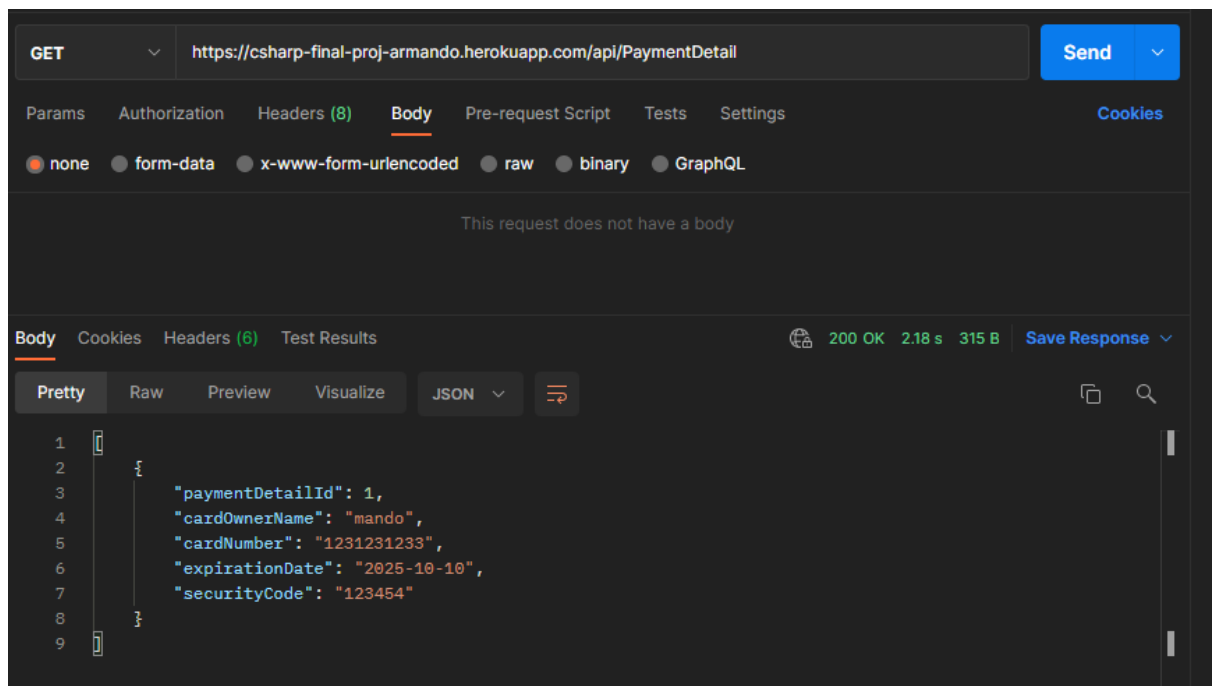 GET https://csharp-final-proj-armando.herokuapp.com/api/PaymentDetail Send
Params Authorization Headers (8) Body Pre-request Script Tests Settings Cookies
none form-data x-www-form-urlencoded raw binary GraphQL
This request does not have a body
Body Cookies Headers (6) Test Results 200 OK 2.18 s 315 B Save Response
Pretty Raw Preview Visualize JSON
1 [
2 {
3 "paymentDetailId": 1,
4 "cardOwnerName": "mando",
5 "cardNumber": "1231231233",
6 "expirationDate": "2025-10-10",
7 "securityCode": "123454"
8 }
9 ]